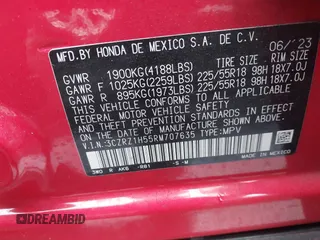 MFD. BY HONDA DE MEXICO S.A. DE C.V. 06/'23
GVWR 1900KG(4188LBS) TIRE SIZE RIM SIZE
GAWR F 1025KG(2259LBS) 225/55R18 98H 18X7.0J
GAWR R 895KG(1973LBS) 225/55R18 98H 18X7.0J
THIS VEHICLE CONFORMS TO ALL APPLICABLE
FEDERAL MOTOR VEHICLE SAFETY, BUMPER,
AND THEFT PREVENTION STANDARDS IN EFFECT
ON THE DATE OF MANUFACTURE SHOWN ABOVE.
V.I.N.3CZRZ1H55RM707635 TYPE:MPV
MADE IN MEXICO
DREAMBID